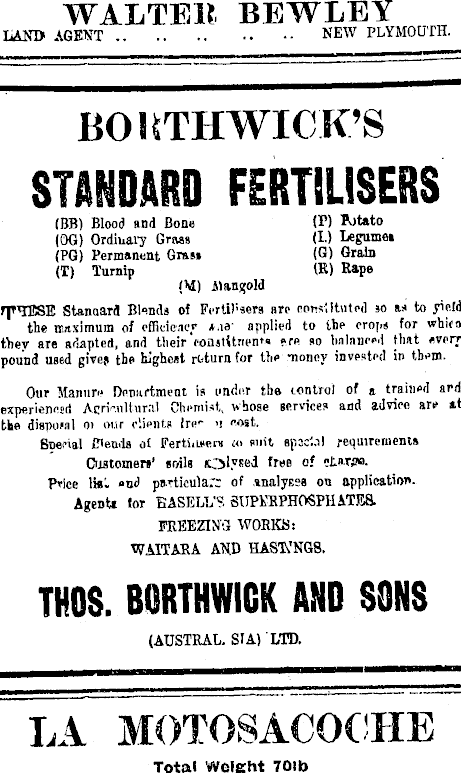 WALTER BEWLEY
LAND AGENT .. .. .. .. .. NEW PLYMOUTH.
BORTHWICK'S
STANDARD FERTILISERS
(BB) Blood and Bone (P) Potato
(OG) Ordinary Grass (L) Legumes
(PG) Permanent Grass (G) Grain
(T) Turnip (R) Rape
(M) Mangold
THESE Standard Blends of Fertilisers are constituted so as to yield
the maximum of efficiency when applied to the crops for which
they are adapted, and their constituents are so balanced that every
pound used gives the highest return for the money invested in them.
Our Manure Department is under the control of a trained and
experienced Agricultural Chemist, whose services and advice are at
the disposal of our clients free of cost.
Special Blends of Fertilisers to suit special requirements
Customers' soils analysed free of charge.
Price list and particulars of analyses on application.
Agents for HASELL'S SUPERPHOSPHATES.
FREEZING WORKS:
WAITARA AND HASTINGS.
THOS. BORTHWICK AND SONS
(AUSTRALASIA) LTD.
LA MOTOSACOCHE
Total Weight 70lb